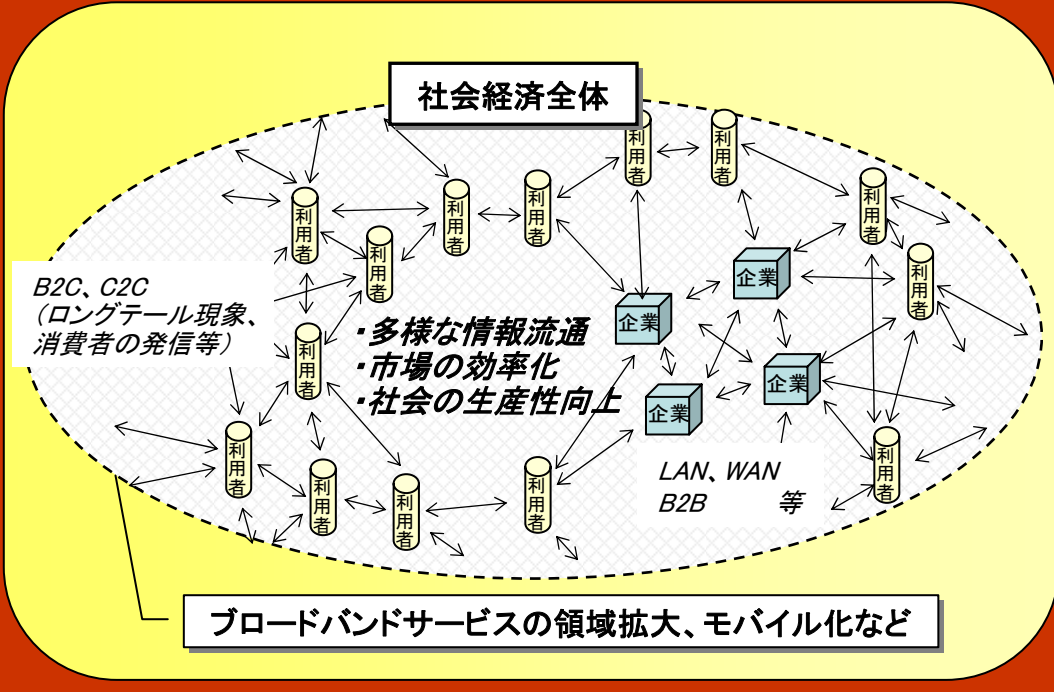 社会経済全体
利用者
利用者
利用者
利用者
利用者
利用者
利用者
利用者
企業
B2C、C2C
（ロングテール現象、
消費者の発信等）
企業
・多様な情報流通
・市場の効率化
・社会の生産性向上
利用者
企業
企業
利用者
利用者
利用者
利用者
利用者
LAN、WAN
B2B 等
ブロードバンドサービスの領域拡大、モバイル化など